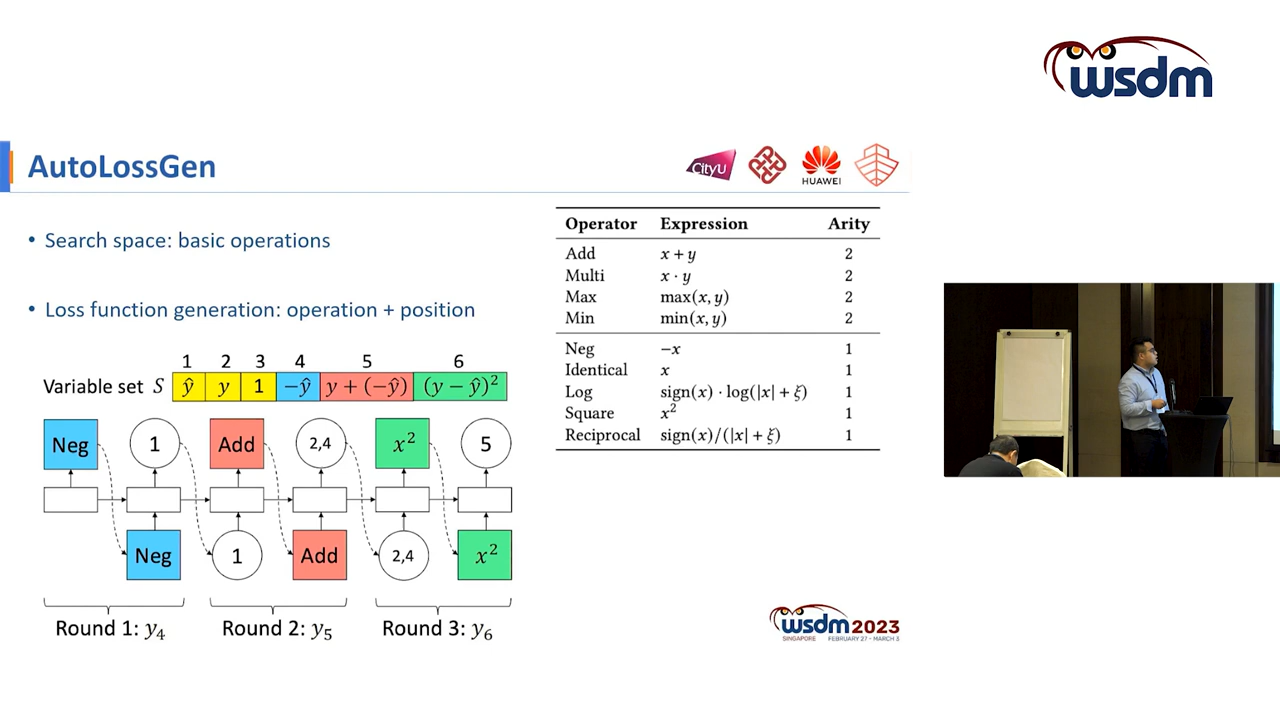 wsdm
AutoLossGen
CityU
HUAWEI
• Search space: basic operations
• Loss function generation: operation + position
1 2 3 4 5 6
Variable set S ŷ y 1 −ŷ y + (−ŷ) (y − ŷ)²
Neg 1 Add 2,4 x² 5
Neg 1 Add 2,4 x²
Round 1: y₄ Round 2: y₅ Round 3: y₆
Operator Expression Arity
Add x + y 2
Multi x · y 2
Max max(x, y) 2
Min min(x, y) 2
Neg −x 1
Identical x 1
Log sign(x) · log(|x| + ξ) 1
Square x² 1
Reciprocal sign(x)/(|x| + ξ) 1
wsdm2023
SINGAPORE FEBRUARY 27 - MARCH 3